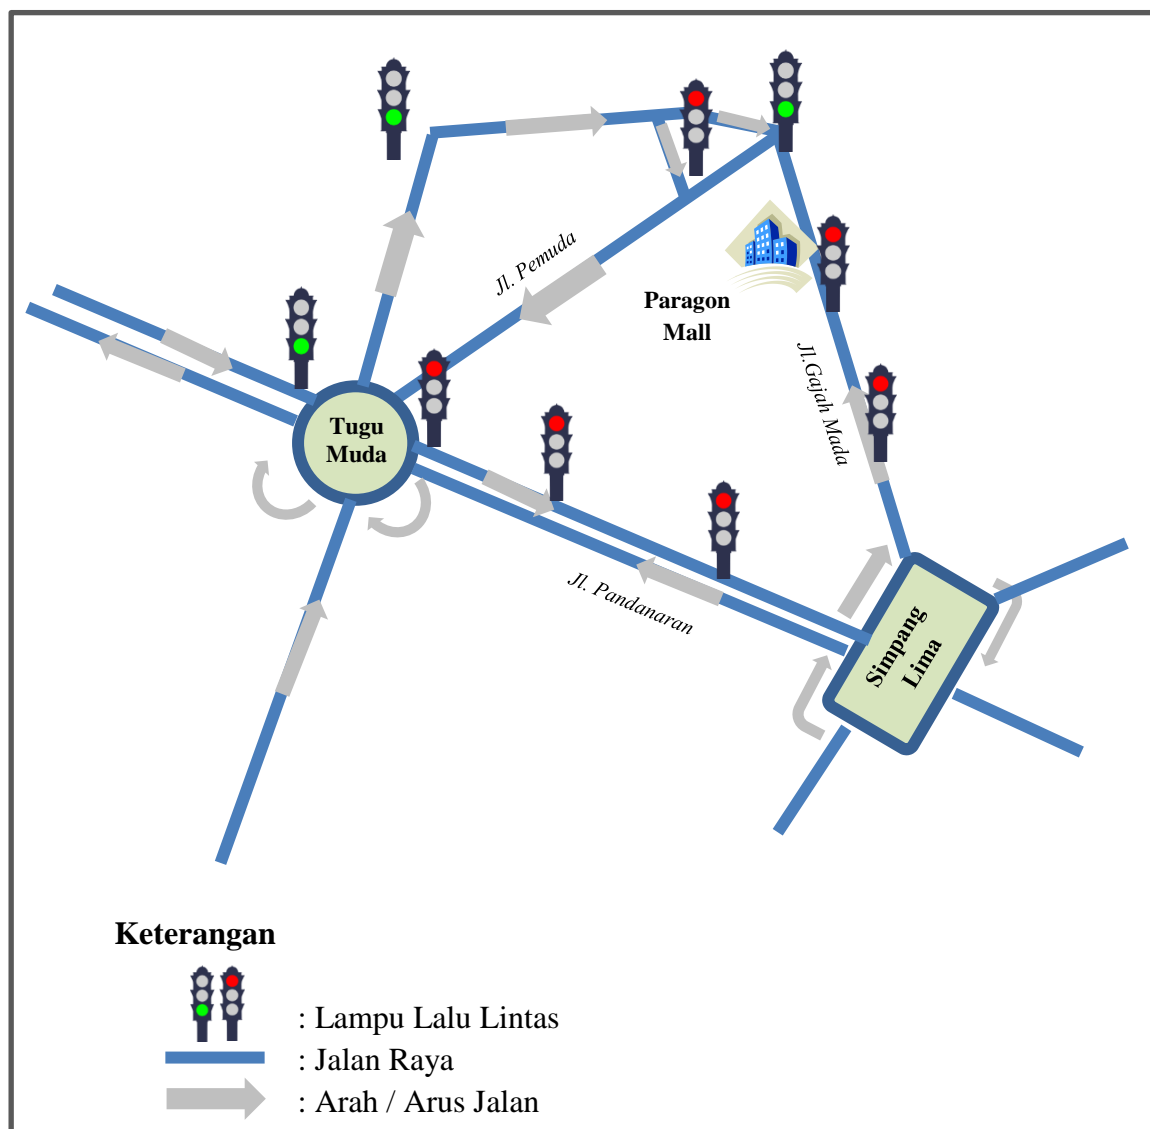 Jl. Pemuda
Paragon
Mall
Jl.Gajah Mada
Tugu
Muda
Jl. Pandanaran
Simpang
Lima
Keterangan
: Lampu Lalu Lintas
: Jalan Raya
: Arah / Arus Jalan